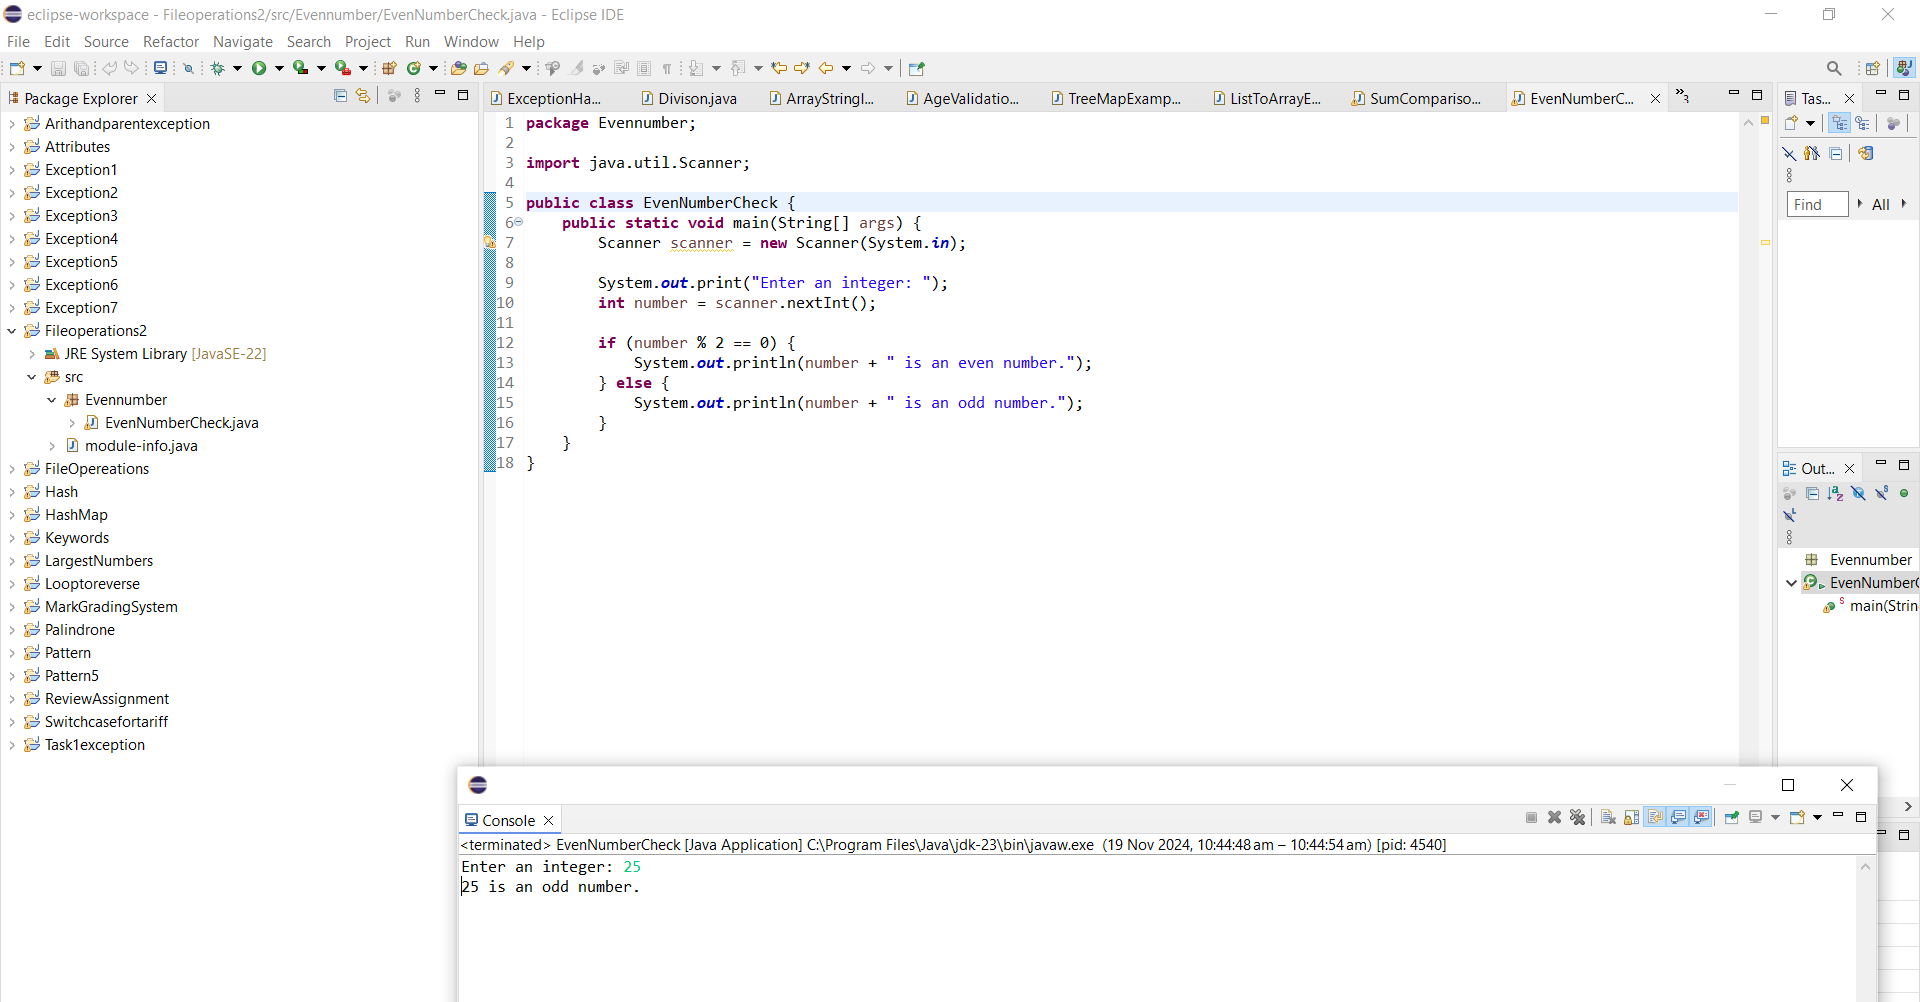 eclipse-workspace - Fileoperations2/src/Evennumber/EvenNumberCheck.java - Eclipse IDE
File Edit Source Refactor Navigate Search Project Run Window Help
Package Explorer
Arithandparentexception
Attributes
Exception1
Exception2
Exception3
Exception4
Exception5
Exception6
Exception7
Fileoperations2
JRE System Library [JavaSE-22]
src
Evennumber
EvenNumberCheck.java
module-info.java
FileOpereations
Hash
HashMap
Keywords
LargestNumbers
Looptoreverse
MarkGradingSystem
Palindrone
Pattern
Pattern5
ReviewAssignment
Switchcasefortariff
Task1exception
ExceptionHa... Divison.java ArrayStringI... AgeValidatio... TreeMapExamp... ListToArrayE... SumCompariso... EvenNumberC... 3
1 package Evennumber;
2
3 import java.util.Scanner;
4
5 public class EvenNumberCheck {
6     public static void main(String[] args) {
7         Scanner scanner = new Scanner(System.in);
8
9         System.out.print("Enter an integer: ");
10         int number = scanner.nextInt();
11
12         if (number % 2 == 0) {
13             System.out.println(number + " is an even number.");
14         } else {
15             System.out.println(number + " is an odd number.");
16         }
17     }
18 }
Tas...
Find All
Out...
Evennumber
EvenNumberC
main(Strin
Console
<terminated> EvenNumberCheck [Java Application] C:\Program Files\Java\jdk-23\bin\javaw.exe (19 Nov 2024, 10:44:48 am – 10:44:54 am) [pid: 4540]
Enter an integer: 25
25 is an odd number.